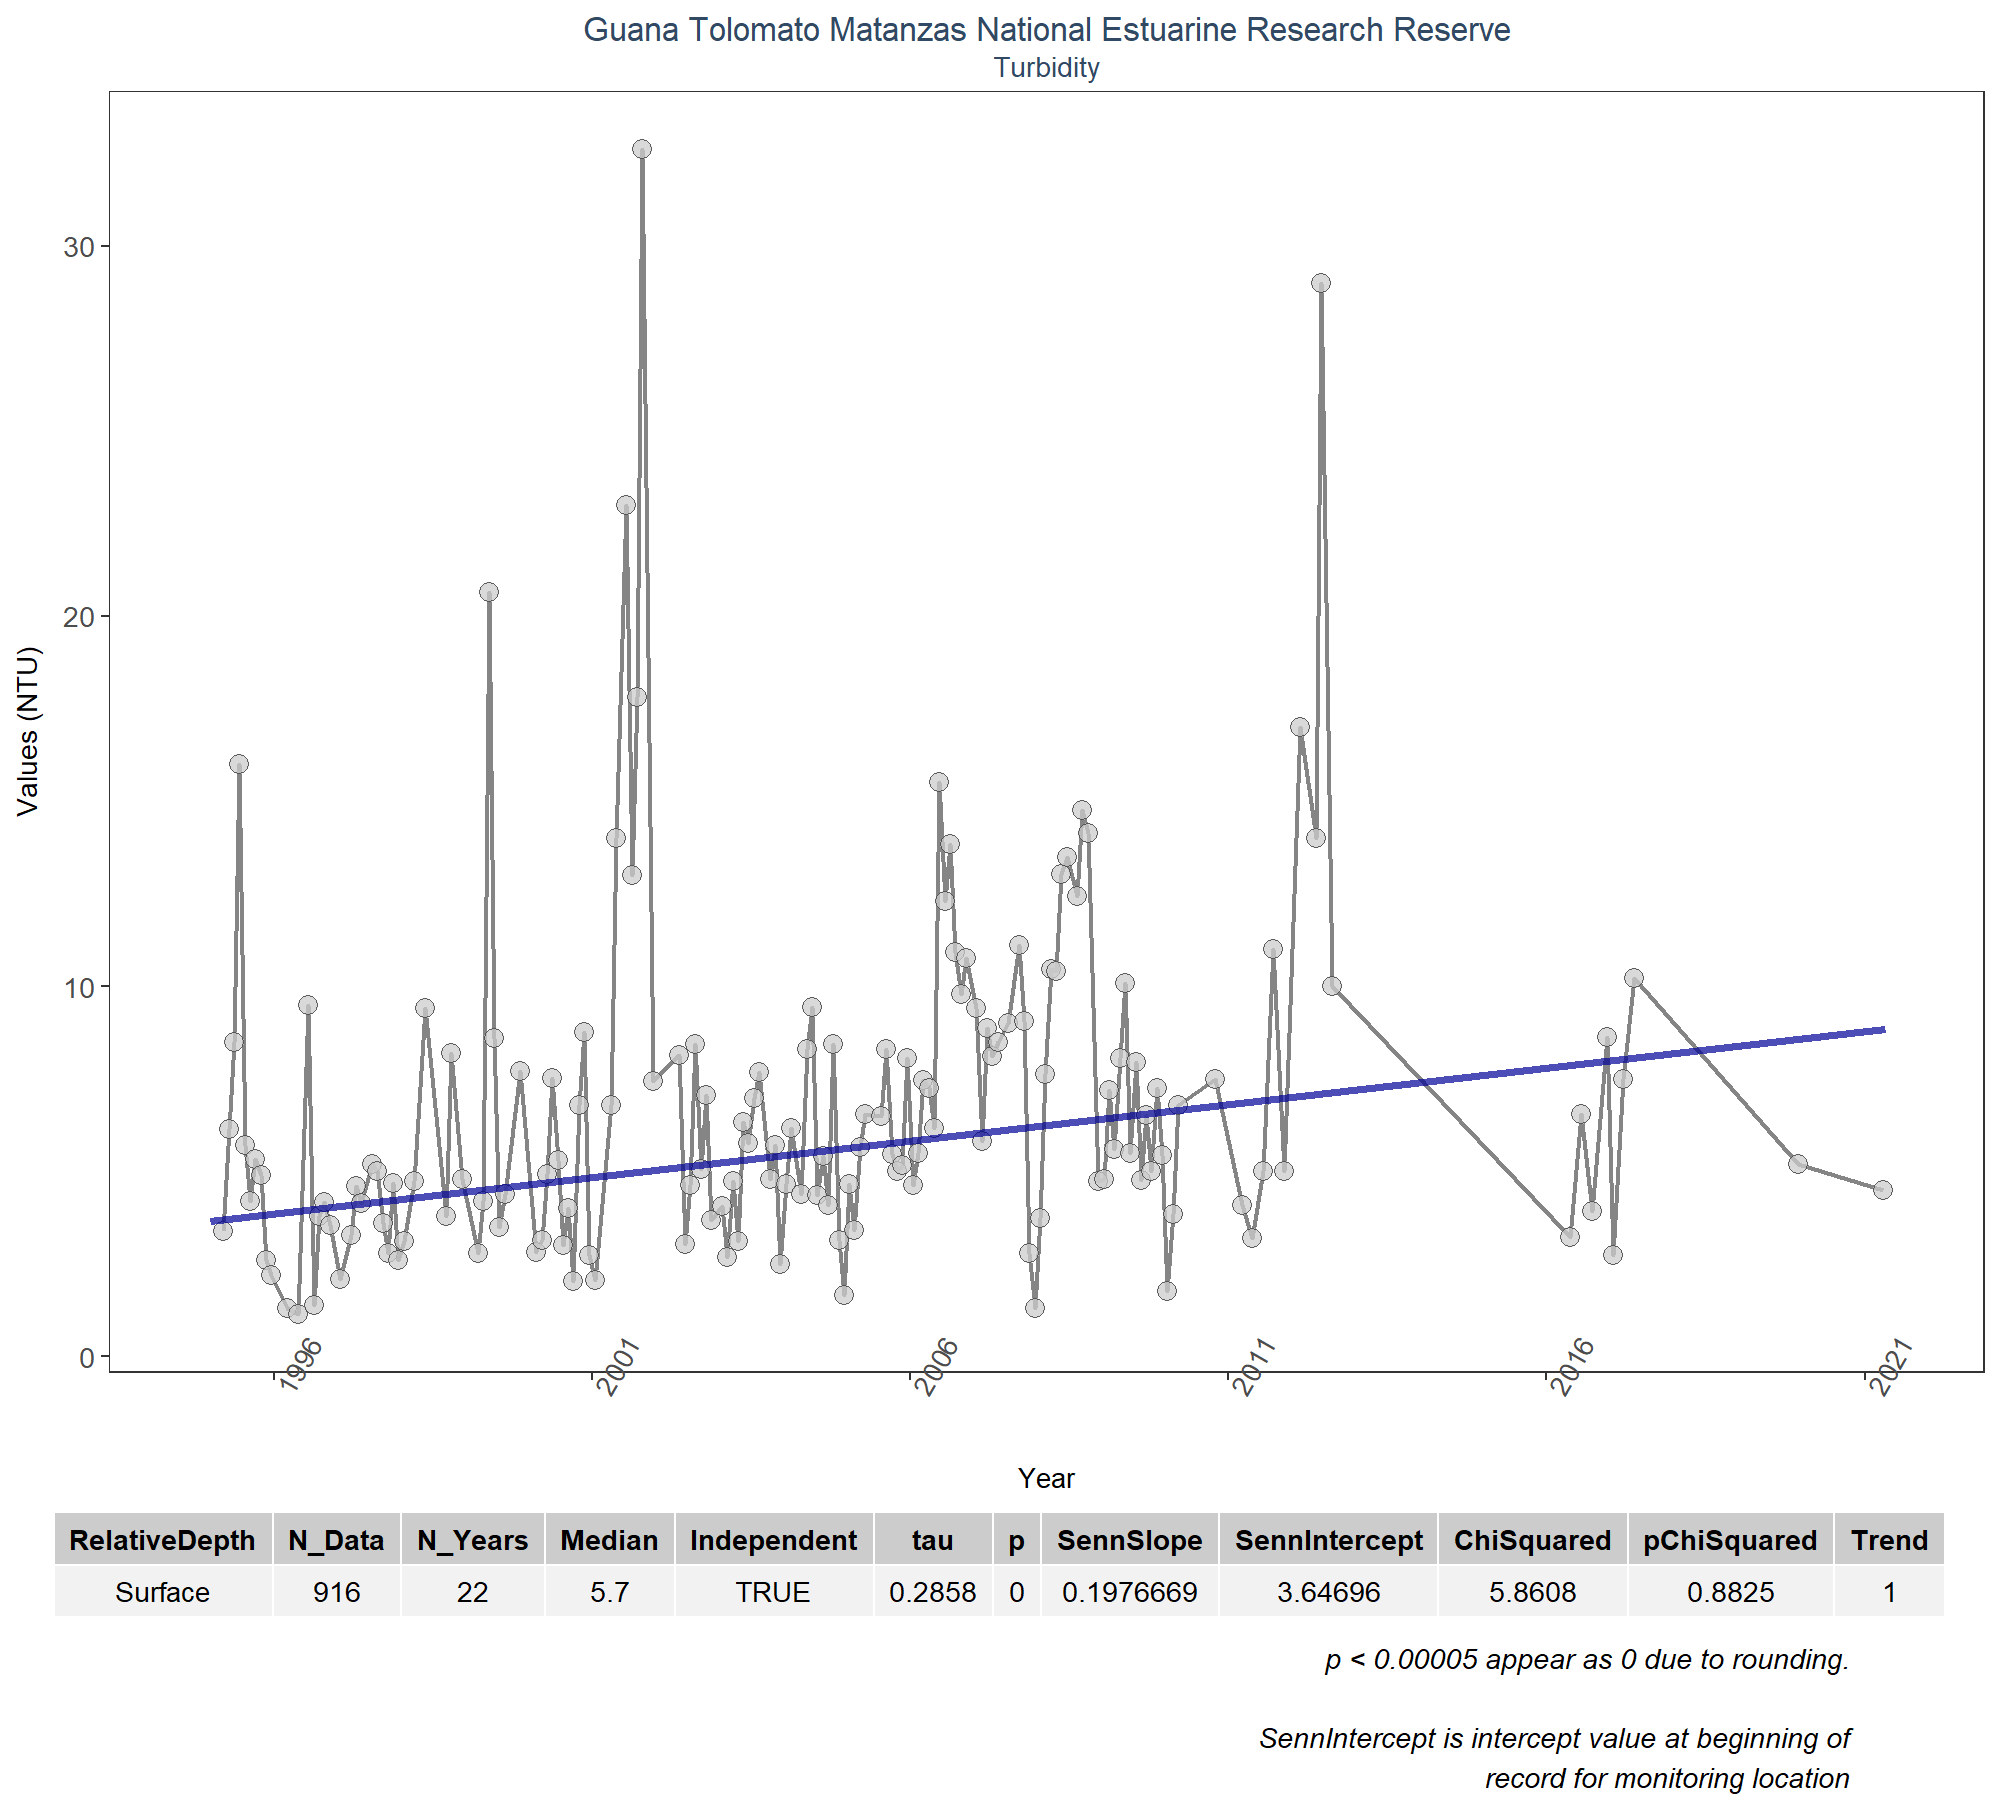 Guana Tolomato Matanzas National Estuarine Research Reserve
Turbidity
Values (NTU)
30
20
10
0
1996 2001 2006 2011 2016 2021
Year
RelativeDepth N_Data N_Years Median Independent tau p SennSlope SennIntercept ChiSquared pChiSquared Trend
Surface 916 22 5.7 TRUE 0.2858 0 0.1976669 3.64696 5.8608 0.8825 1
p < 0.00005 appear as 0 due to rounding.
SennIntercept is intercept value at beginning of
record for monitoring location